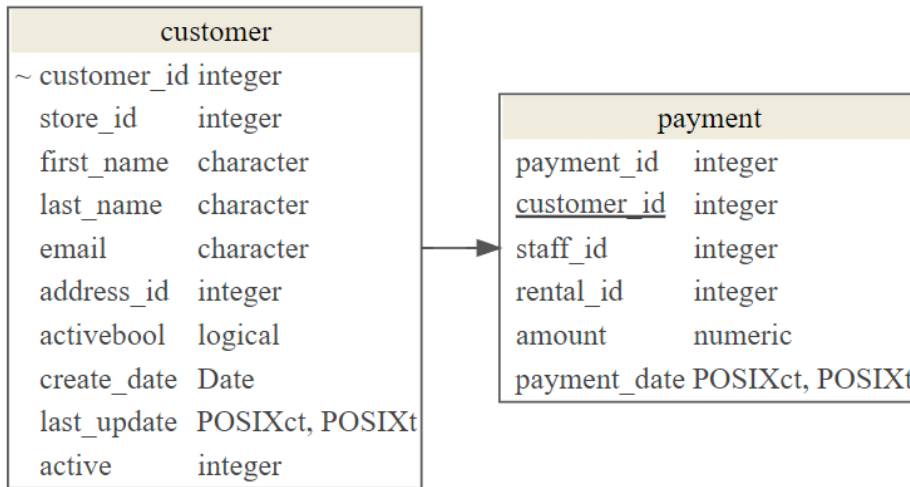 customer
~ customer_id integer
store_id integer
first_name character
last_name character
email character
address_id integer
activebool logical
create_date Date
last_update POSIXct, POSIXt
active integer
payment
payment_id integer
customer_id integer
staff_id integer
rental_id integer
amount numeric
payment_date POSIXct, POSIXt